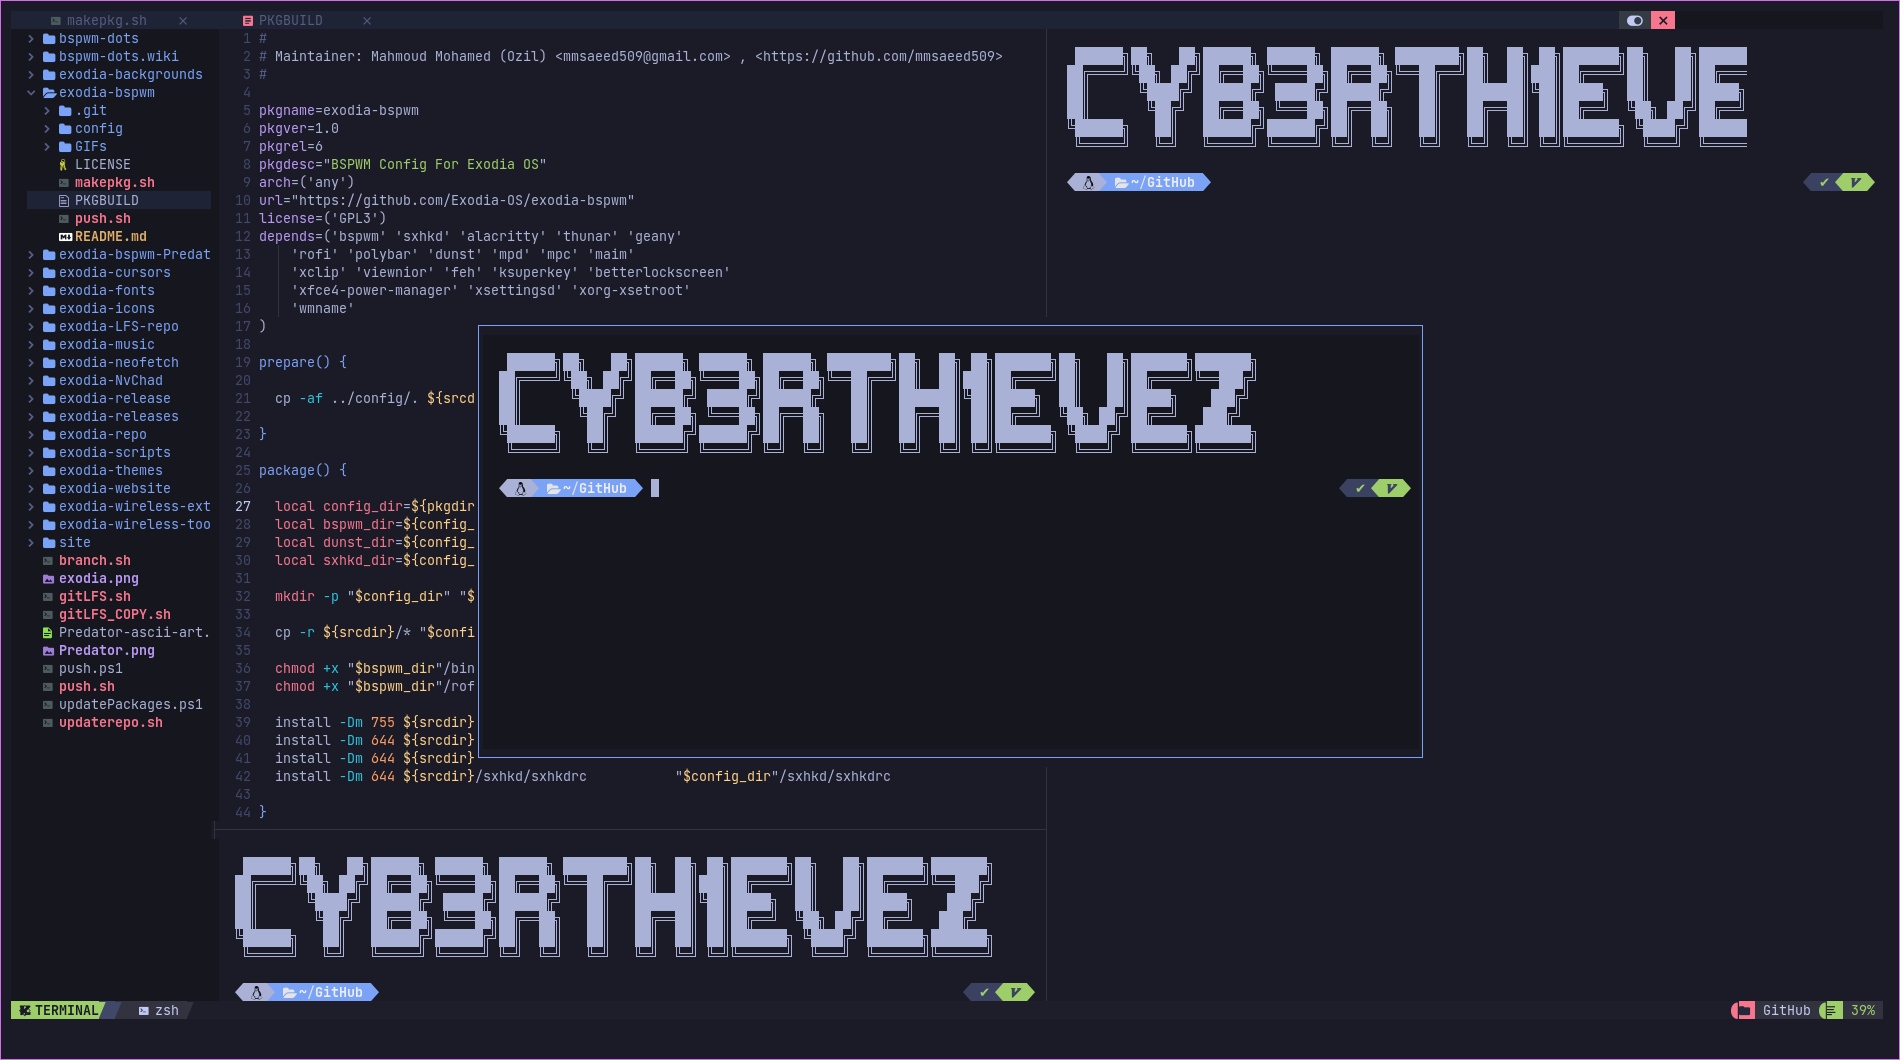 makepkg.sh
PKGBUILD
bspwm-dots
bspwm-dots.wiki
exodia-backgrounds
exodia-bspwm
.git
config
GIFs
LICENSE
makepkg.sh
PKGBUILD
push.sh
README.md
exodia-bspwm-Predat
exodia-cursors
exodia-fonts
exodia-icons
exodia-LFS-repo
exodia-music
exodia-neofetch
exodia-NvChad
exodia-release
exodia-releases
exodia-repo
exodia-scripts
exodia-themes
exodia-website
exodia-wireless-ext
exodia-wireless-too
site
branch.sh
exodia.png
gitLFS.sh
gitLFS_COPY.sh
Predator-ascii-art.
Predator.png
push.ps1
push.sh
updatePackages.ps1
updaterepo.sh
1 #
2 # Maintainer: Mahmoud Mohamed (Ozil) <mmsaeed509@gmail.com> , <https://github.com/mmsaeed509>
3 #
4
5 pkgname=exodia-bspwm
6 pkgver=1.0
7 pkgrel=6
8 pkgdesc="BSPWM Config For Exodia OS"
9 arch=('any')
10 url="https://github.com/Exodia-OS/exodia-bspwm"
11 license=('GPL3')
12 depends=('bspwm' 'sxhkd' 'alacritty' 'thunar' 'geany'
13 'rofi' 'polybar' 'dunst' 'mpd' 'mpc' 'maim'
14 'xclip' 'viewnior' 'feh' 'ksuperkey' 'betterlockscreen'
15 'xfce4-power-manager' 'xsettingsd' 'xorg-xsetroot'
16 'wmname'
17 )
18
19 prepare() {
20
21 cp -af ../config/. ${srcd
22
23 }
24
25 package() {
26
27 local config_dir=${pkgdir
28 local bspwm_dir=${config_
29 local dunst_dir=${config_
30 local sxhkd_dir=${config_
31
32 mkdir -p "$config_dir" "$
33
34 cp -r ${srcdir}/* "$confi
35
36 chmod +x "$bspwm_dir"/bin
37 chmod +x "$bspwm_dir"/rof
38
39 install -Dm 755 ${srcdir}
40 install -Dm 644 ${srcdir}
41 install -Dm 644 ${srcdir}
42 install -Dm 644 ${srcdir}/sxhkd/sxhkdrc "$config_dir"/sxhkd/sxhkdrc
43
44 }
CYB3RTHIEVE
~/GitHub ✔ V
CYB3RTHIEVEZ
~/GitHub ✔ V
CYB3RTHIEVEZ
~/GitHub ✔ V
TERMINAL zsh GitHub 39%